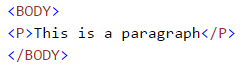 <BODY>
<P>This is a paragraph</P>
</BODY>